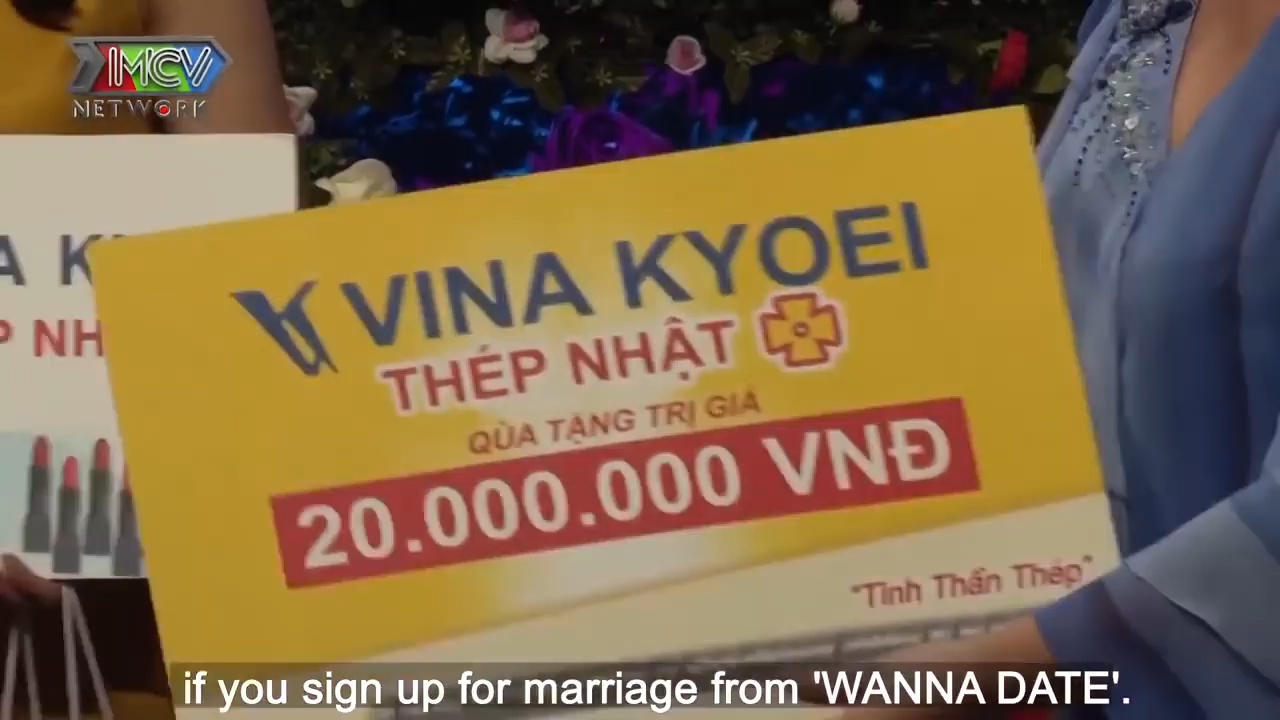 MCV
NETWORK
VINA KYOEI
THÉP NHẬT
QÙA TẶNG TRỊ GIÁ
20.000.000 VNĐ
"Tinh Thần Thép"
A K
P NH
if you sign up for marriage from 'WANNA DATE'.